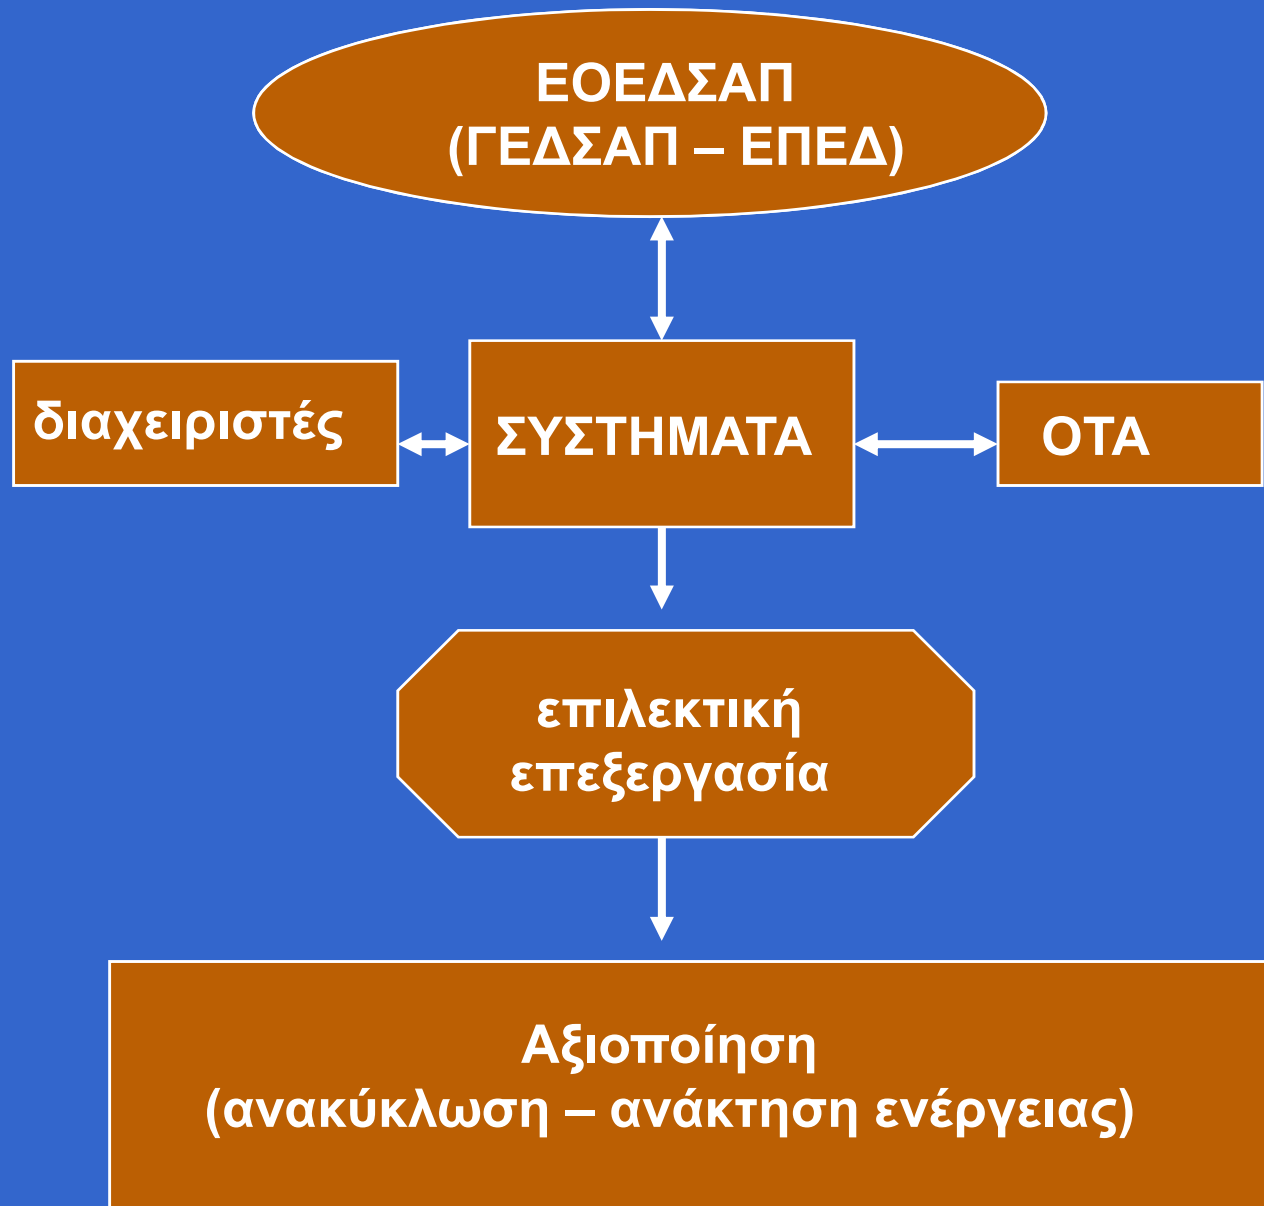 ΕΟΕΔΣΑΠ
(ΓΕΔΣΑΠ – ΕΠΕΔ)
διαχειριστές
ΣΥΣΤΗΜΑΤΑ
ΟΤΑ
επιλεκτική
επεξεργασία
Αξιοποίηση
(ανακύκλωση – ανάκτηση ενέργειας)